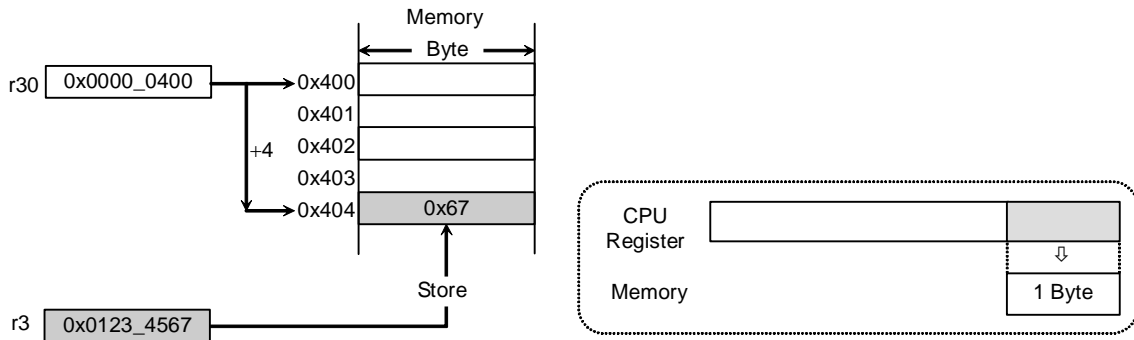 Memory
Byte
r30 0x0000_0400 0x400
0x401
+4 0x402
0x403
0x404 0x67
Store
r3 0x0123_4567
CPU
Register
⇩
Memory 1 Byte